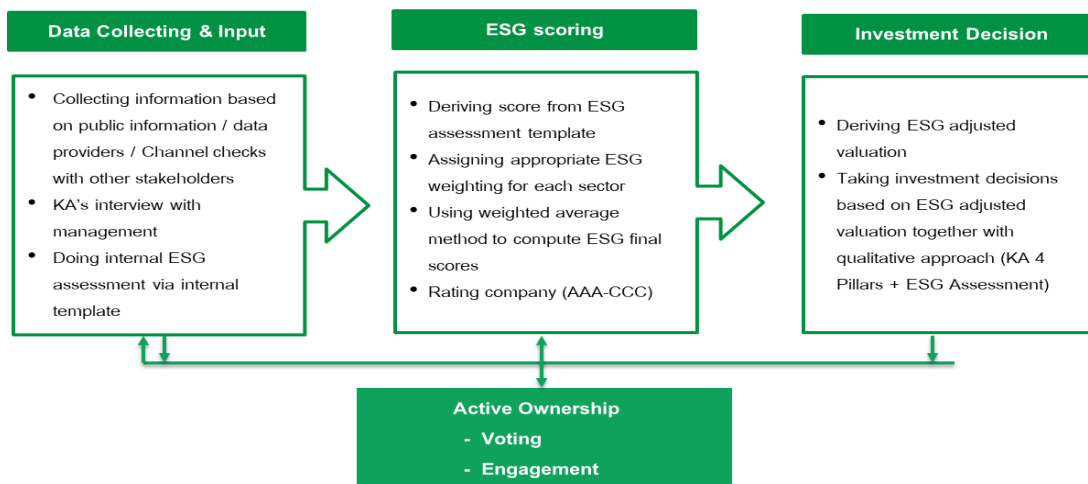 Data Collecting & Input
• Collecting information based
on public information / data
providers / Channel checks
with other stakeholders
• KA's interview with
management
• Doing internal ESG
assessment via internal
template
ESG scoring
• Deriving score from ESG
assessment template
• Assigning appropriate ESG
weighting for each sector
• Using weighted average
method to compute ESG final
scores
• Rating company (AAA-CCC)
Investment Decision
• Deriving ESG adjusted
valuation
• Taking investment decisions
based on ESG adjusted
valuation together with
qualitative approach (KA 4
Pillars + ESG Assessment)
Active Ownership
- Voting
- Engagement